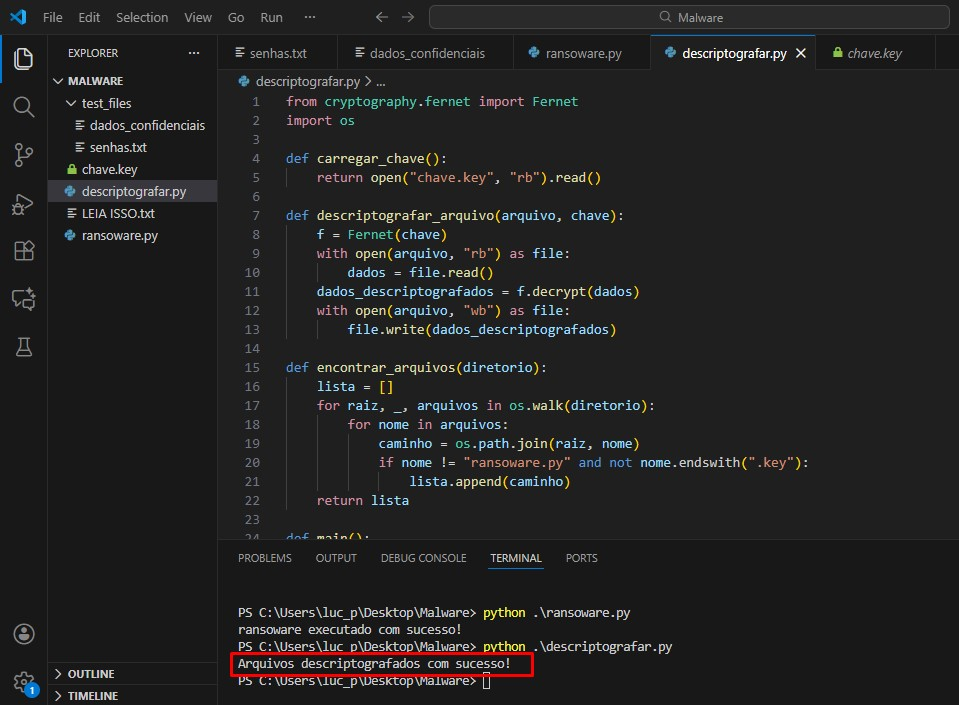 File Edit Selection View Go Run ··· ← → Malware
EXPLORER ···
MALWARE
test_files
dados_confidenciais
senhas.txt
chave.key
descriptografar.py
LEIA ISSO.txt
ransoware.py
OUTLINE
TIMELINE
1
senhas.txt dados_confidenciais ransoware.py descriptografar.py chave.key
descriptografar.py > ...
1 from cryptography.fernet import Fernet
2 import os
3
4 def carregar_chave():
5     return open("chave.key", "rb").read()
6
7 def descriptografar_arquivo(arquivo, chave):
8     f = Fernet(chave)
9     with open(arquivo, "rb") as file:
10         dados = file.read()
11     dados_descriptografados = f.decrypt(dados)
12     with open(arquivo, "wb") as file:
13         file.write(dados_descriptografados)
14
15 def encontrar_arquivos(diretorio):
16     lista = []
17     for raiz, _, arquivos in os.walk(diretorio):
18         for nome in arquivos:
19             caminho = os.path.join(raiz, nome)
20             if nome != "ransoware.py" and not nome.endswith(".key"):
21                 lista.append(caminho)
22     return lista
23
24 def main():
PROBLEMS OUTPUT DEBUG CONSOLE TERMINAL PORTS
PS C:\Users\luc_p\Desktop\Malware> python .\ransoware.py
ransoware executado com sucesso!
PS C:\Users\luc_p\Desktop\Malware> python .\descriptografar.py
Arquivos descriptografados com sucesso!
PS C:\Users\luc_p\Desktop\Malware>